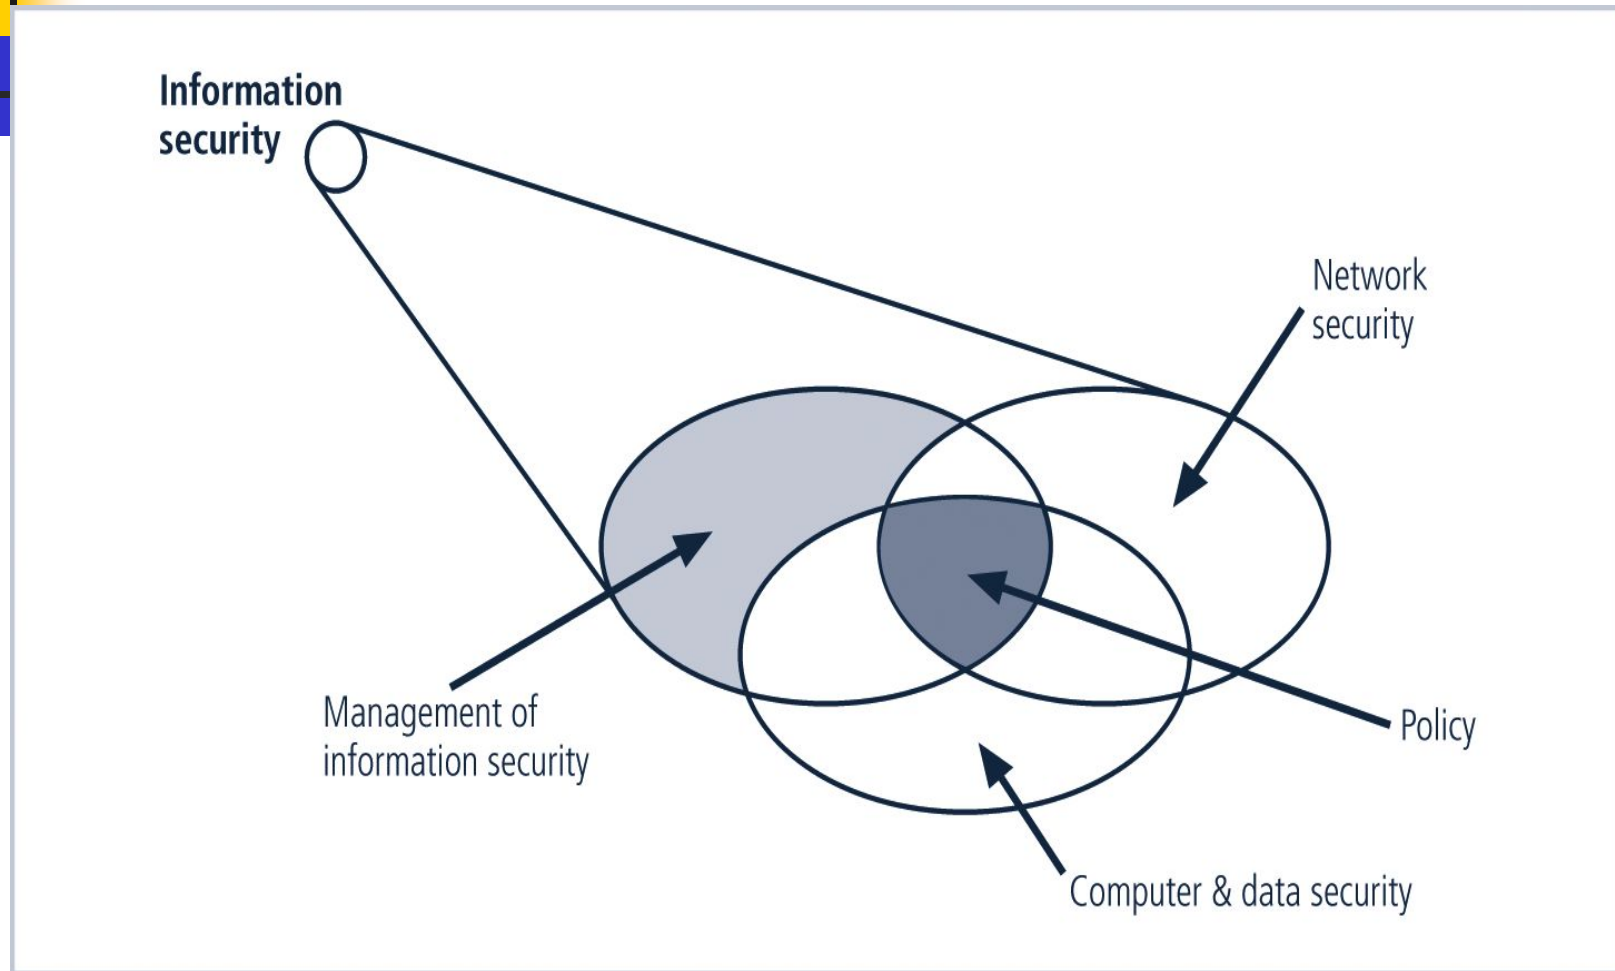 Information
security
Network
security
Management of
information security
Policy
Computer & data security